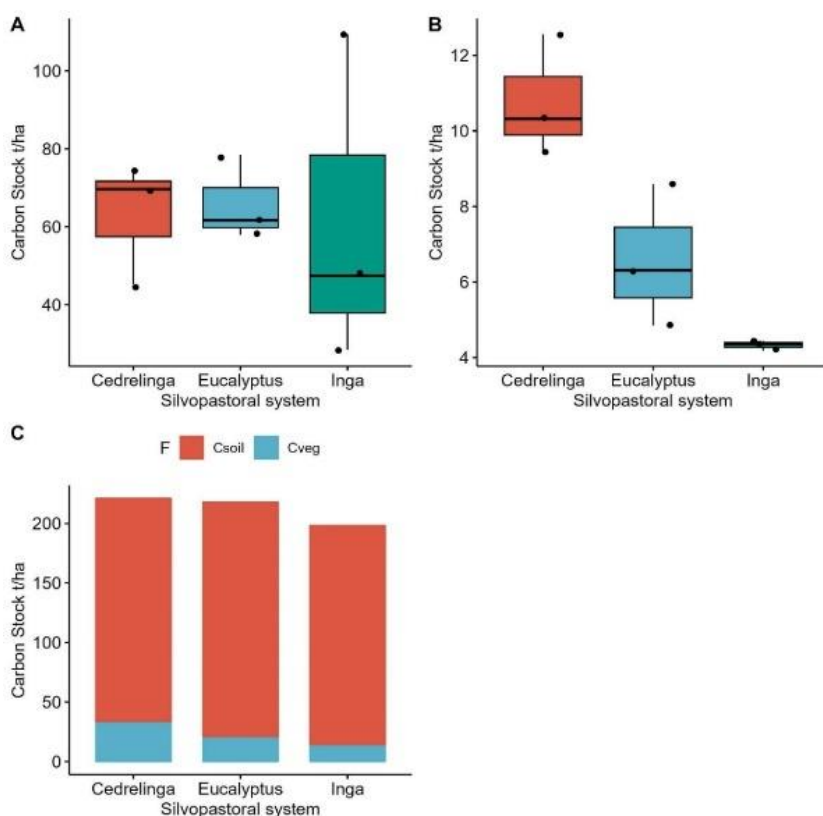 A
Carbon Stock t/ha
100
80
60
40
Cedrelinga Eucalyptus Inga
Silvopastoral system
B
Carbon Stock t/ha
12
10
8
6
4
Cedrelinga Eucalyptus Inga
Silvopastoral system
C
F Csoil Cveg
Carbon Stock t/ha
200
150
100
50
0
Cedrelinga Eucalyptus Inga
Silvopastoral system